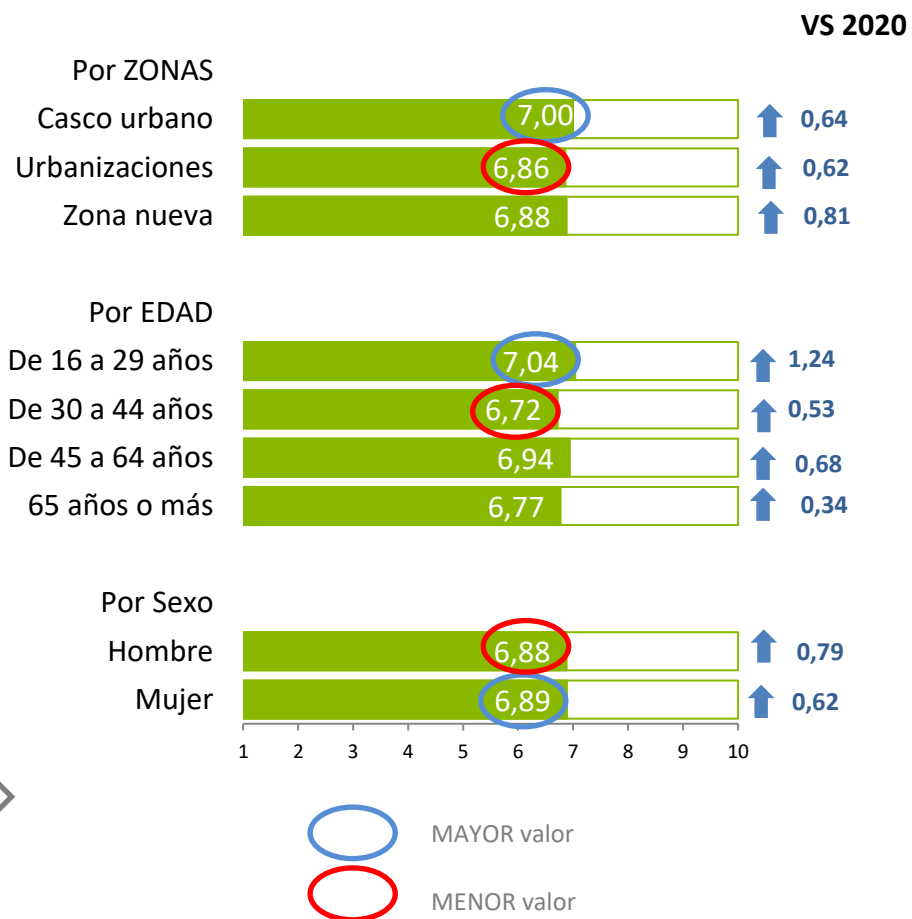 VS 2020
Por ZONAS
Casco urbano 7,00 0,64
Urbanizaciones 6,86 0,62
Zona nueva 6,88 0,81
Por EDAD
De 16 a 29 años 7,04 1,24
De 30 a 44 años 6,72 0,53
De 45 a 64 años 6,94 0,68
65 años o más 6,77 0,34
Por Sexo
Hombre 6,88 0,79
Mujer 6,89 0,62
1 2 3 4 5 6 7 8 9 10
MAYOR valor
MENOR valor